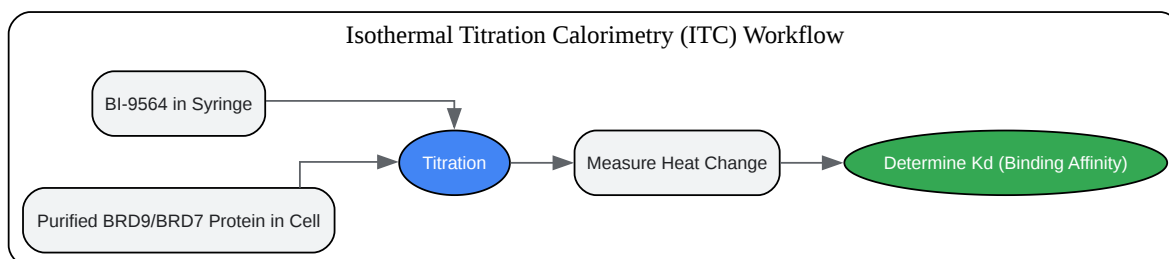 Isothermal Titration Calorimetry (ITC) Workflow
BI-9564 in Syringe
Purified BRD9/BRD7 Protein in Cell
Titration
Measure Heat Change
Determine Kd (Binding Affinity)